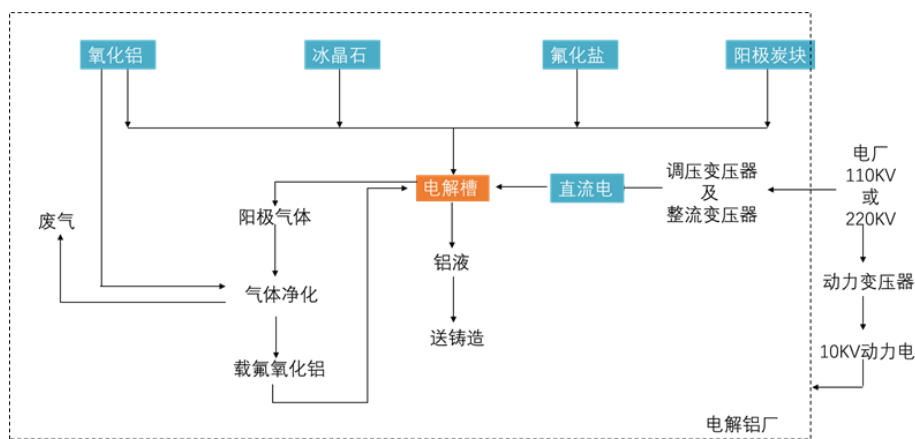 氧化铝
冰晶石
氟化盐
阳极炭块
电厂
110KV
或
220KV
电解槽
直流电
调压变压器
及
整流变压器
阳极气体
废气
铝液
气体净化
动力变压器
送铸造
10KV动力电
载氟氧化铝
电解铝厂